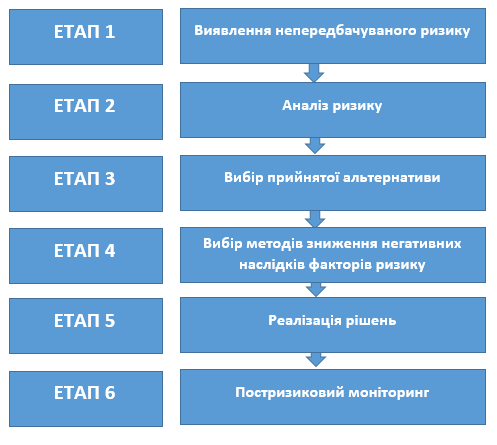 ЕТАП 1
Виявлення непередбачуваного ризику
ЕТАП 2
Аналіз ризику
ЕТАП 3
Вибір прийнятої альтернативи
ЕТАП 4
Вибір методів зниження негативних
наслідків факторів ризику
ЕТАП 5
Реалізація рішень
ЕТАП 6
Постризиковий моніторинг